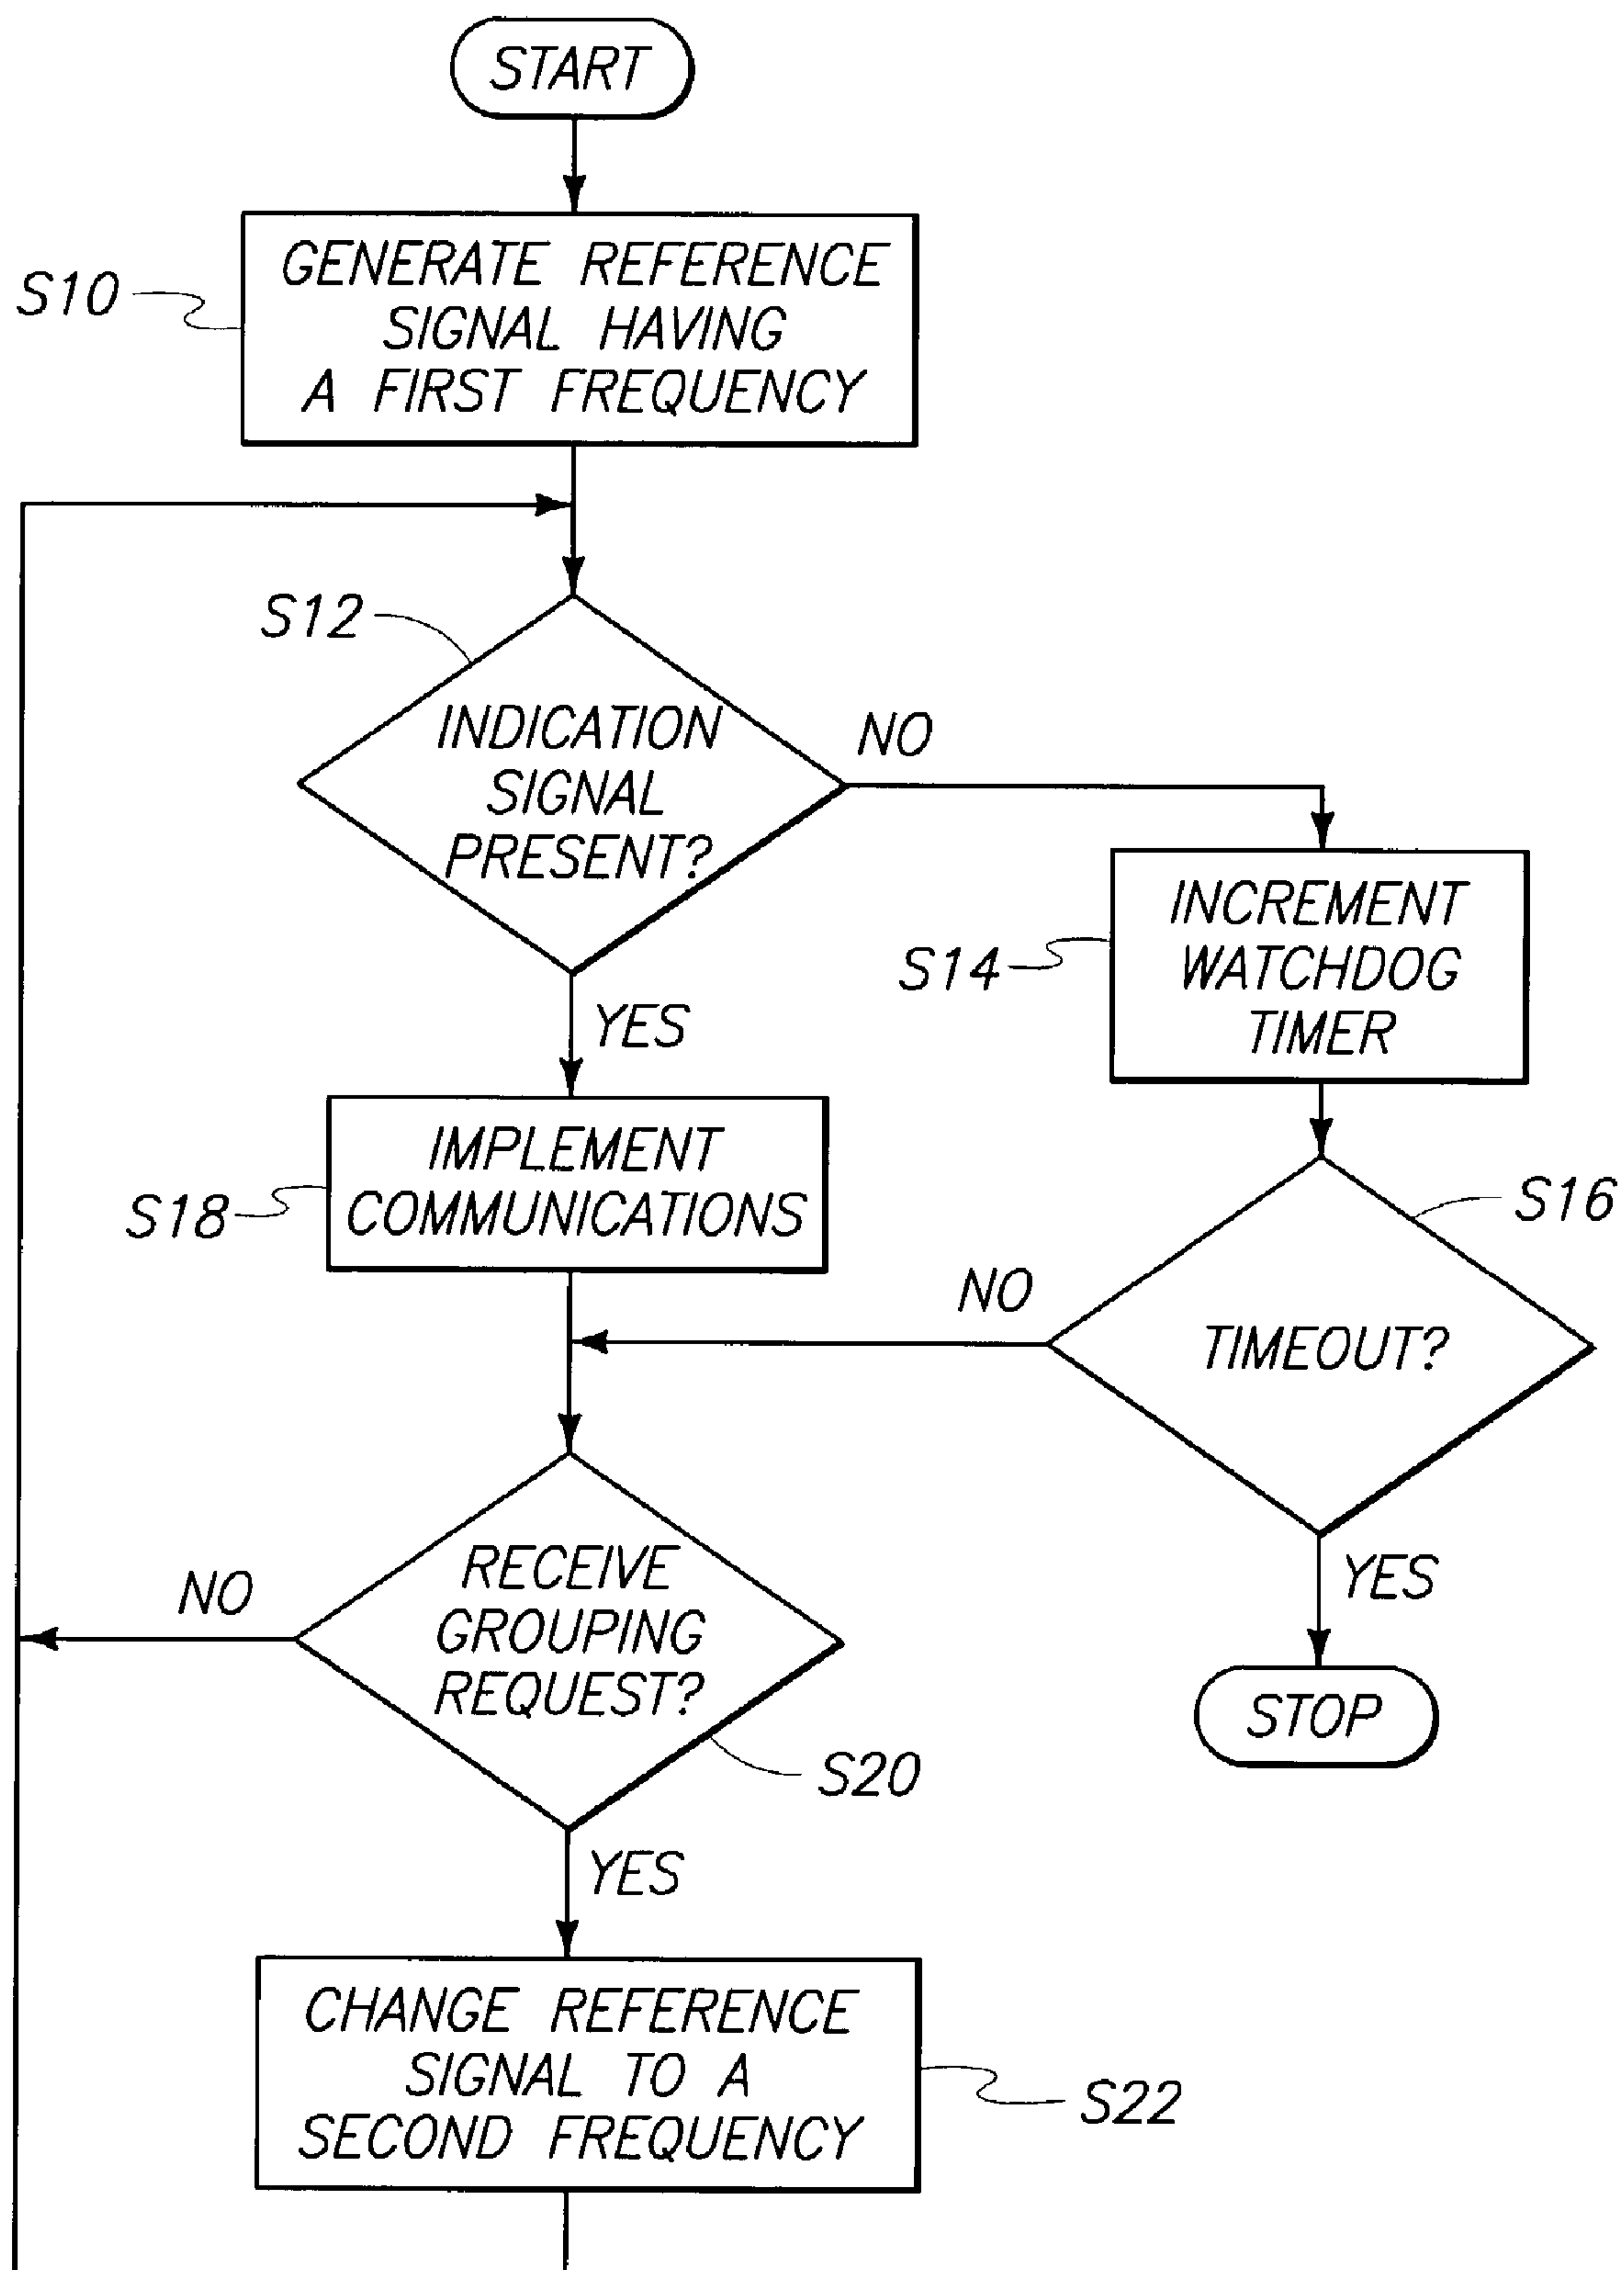 START
S10
GENERATE REFERENCE
SIGNAL HAVING
A FIRST FREQUENCY
S12
INDICATION
SIGNAL
PRESENT?
NO
YES
S14
INCREMENT
WATCHDOG
TIMER
S18
IMPLEMENT
COMMUNICATIONS
S16
TIMEOUT?
NO
YES
STOP
RECEIVE
GROUPING
REQUEST?
NO
S20
YES
CHANGE REFERENCE
SIGNAL TO A
SECOND FREQUENCY
S22